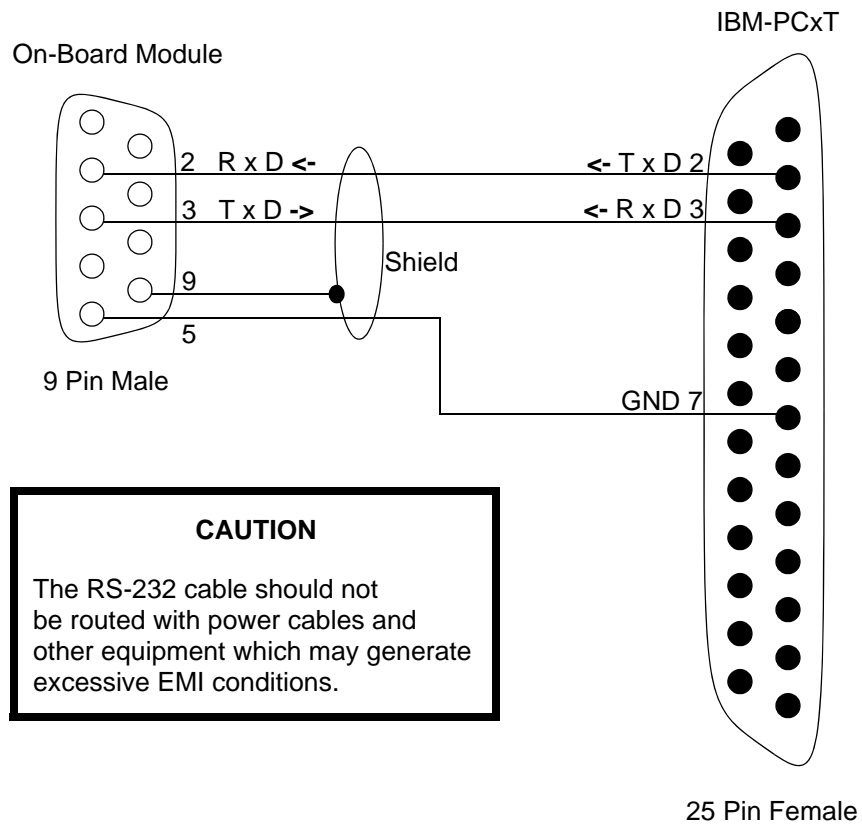 IBM-PCxT
On-Board Module
2 R x D <-
<- T x D 2
3 T x D ->
<- R x D 3
Shield
9
5
9 Pin Male
GND 7
CAUTION
The RS-232 cable should not
be routed with power cables and
other equipment which may generate
excessive EMI conditions.
25 Pin Female